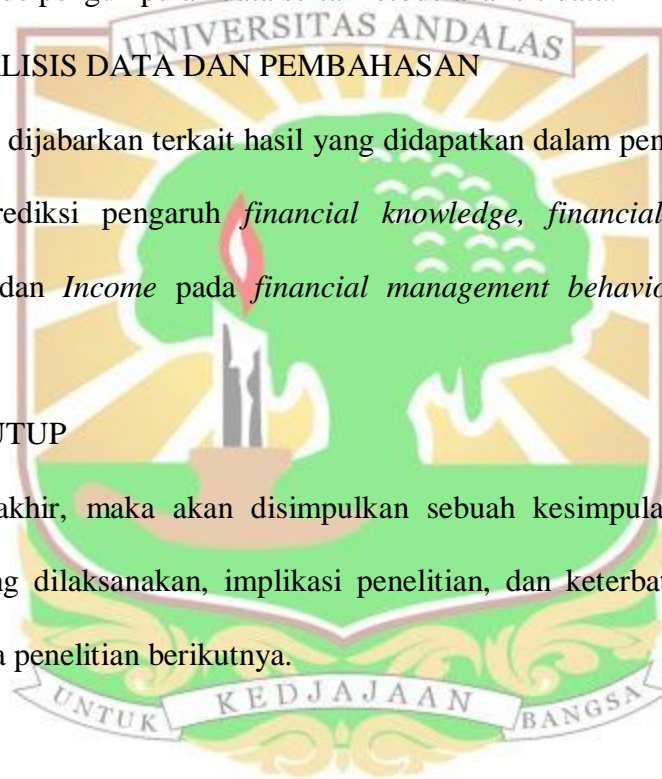 UNIVERSITAS ANDALAS
ALISIS DATA DAN PEMBAHASAN
dijabarkan terkait hasil yang didapatkan dalam pen
rediksi pengaruh financial knowledge, financial
dan Income pada financial management behavio
UTUP
akhir, maka akan disimpulkan sebuah kesimpula
ng dilaksanakan, implikasi penelitian, dan keterbat
a penelitian berikutnya.
UNTUK KEDJAJAAN BANGSA